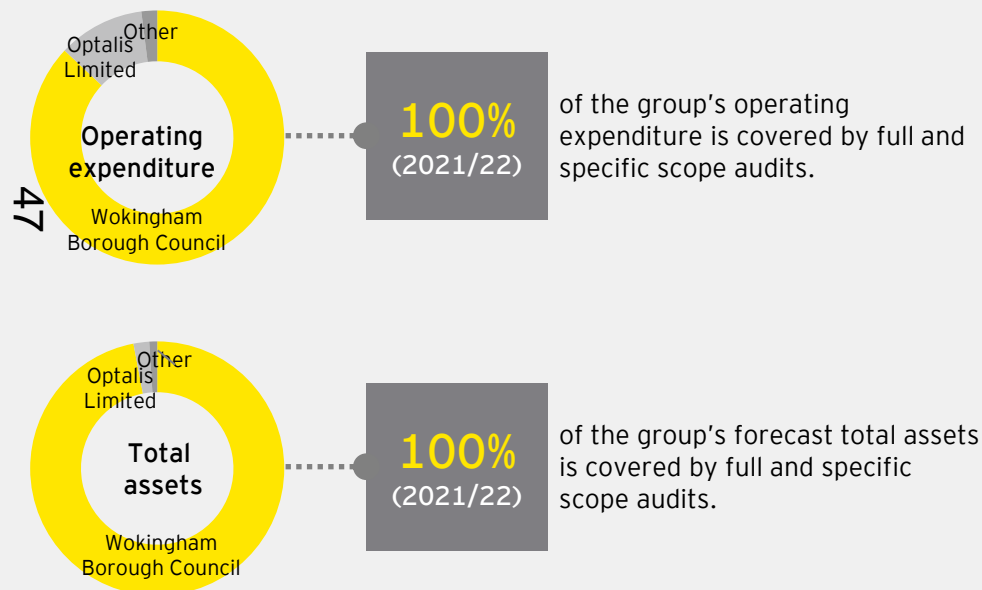 Other
Optalis
Limited
Operating
expenditure
Wokingham
Borough Council
100%
(2021/22)
of the group's operating
expenditure is covered by full and
specific scope audits.
47
Other
Optalis
Limited
Total
assets
Wokingham
Borough Council
100%
(2021/22)
of the group's forecast total assets
is covered by full and specific
scope audits.